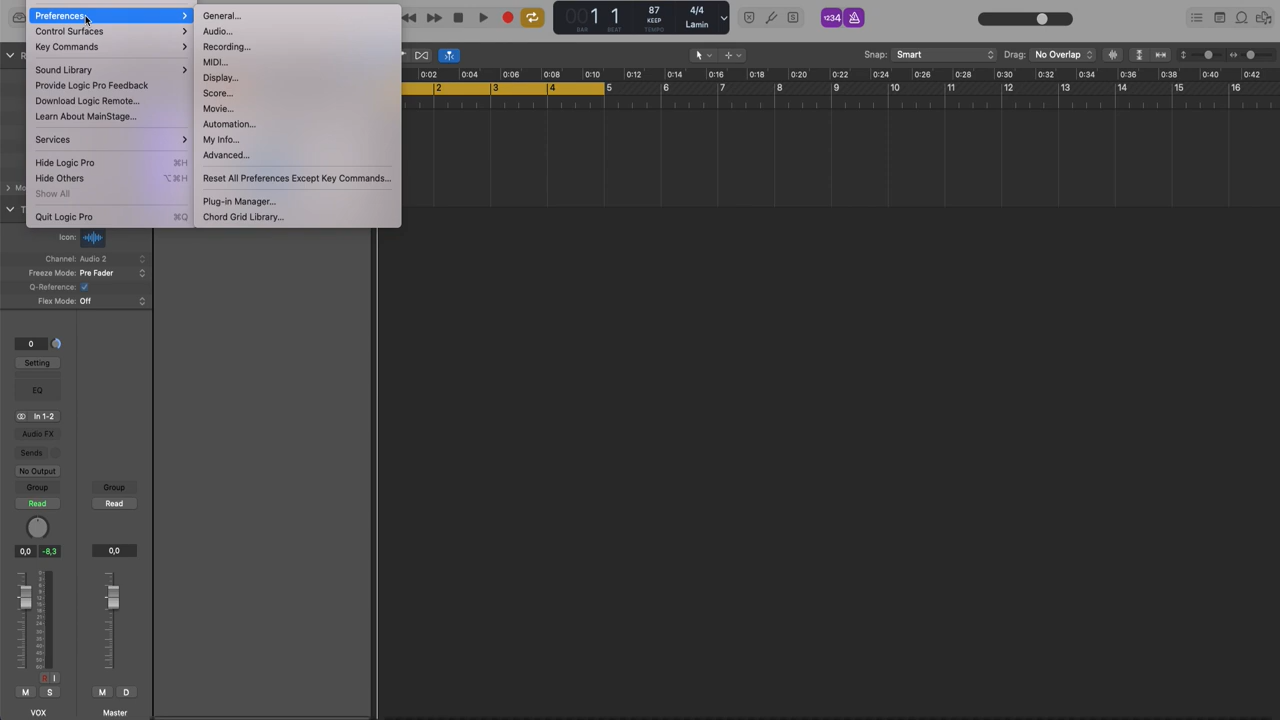 Preferences
Control Surfaces
Key Commands
Sound Library
Provide Logic Pro Feedback
Download Logic Remote...
Learn About MainStage...
Services
Hide Logic Pro ⌘H
Hide Others ⌥⌘H
Show All
Quit Logic Pro ⌘Q
General...
Audio...
Recording...
MIDI...
Display...
Score...
Movie...
Automation...
My Info...
Advanced...
Reset All Preferences Except Key Commands...
Plug-in Manager...
Chord Grid Library...
001 1
BAR BEAT
87
KEEP
TEMPO
4/4
Lamin
1234
S
Snap: Smart
Drag: No Overlap
0:02 0:04 0:06 0:08 0:10 0:12 0:14 0:16 0:18 0:20 0:22 0:24 0:26 0:28 0:30 0:32 0:34 0:36 0:38 0:40 0:42
2 3 4 5 6 7 8 9 10 11 12 13 14 15 16
R
Mo
T
Icon:
Channel: Audio 2
Freeze Mode: Pre Fader
Q-Reference:
Flex Mode: Off
0
Setting
EQ
In 1-2
Audio FX
Sends
No Output
Group Group
Read Read
0,0 -8,3 0,0
R I
M S M D
VOX Master